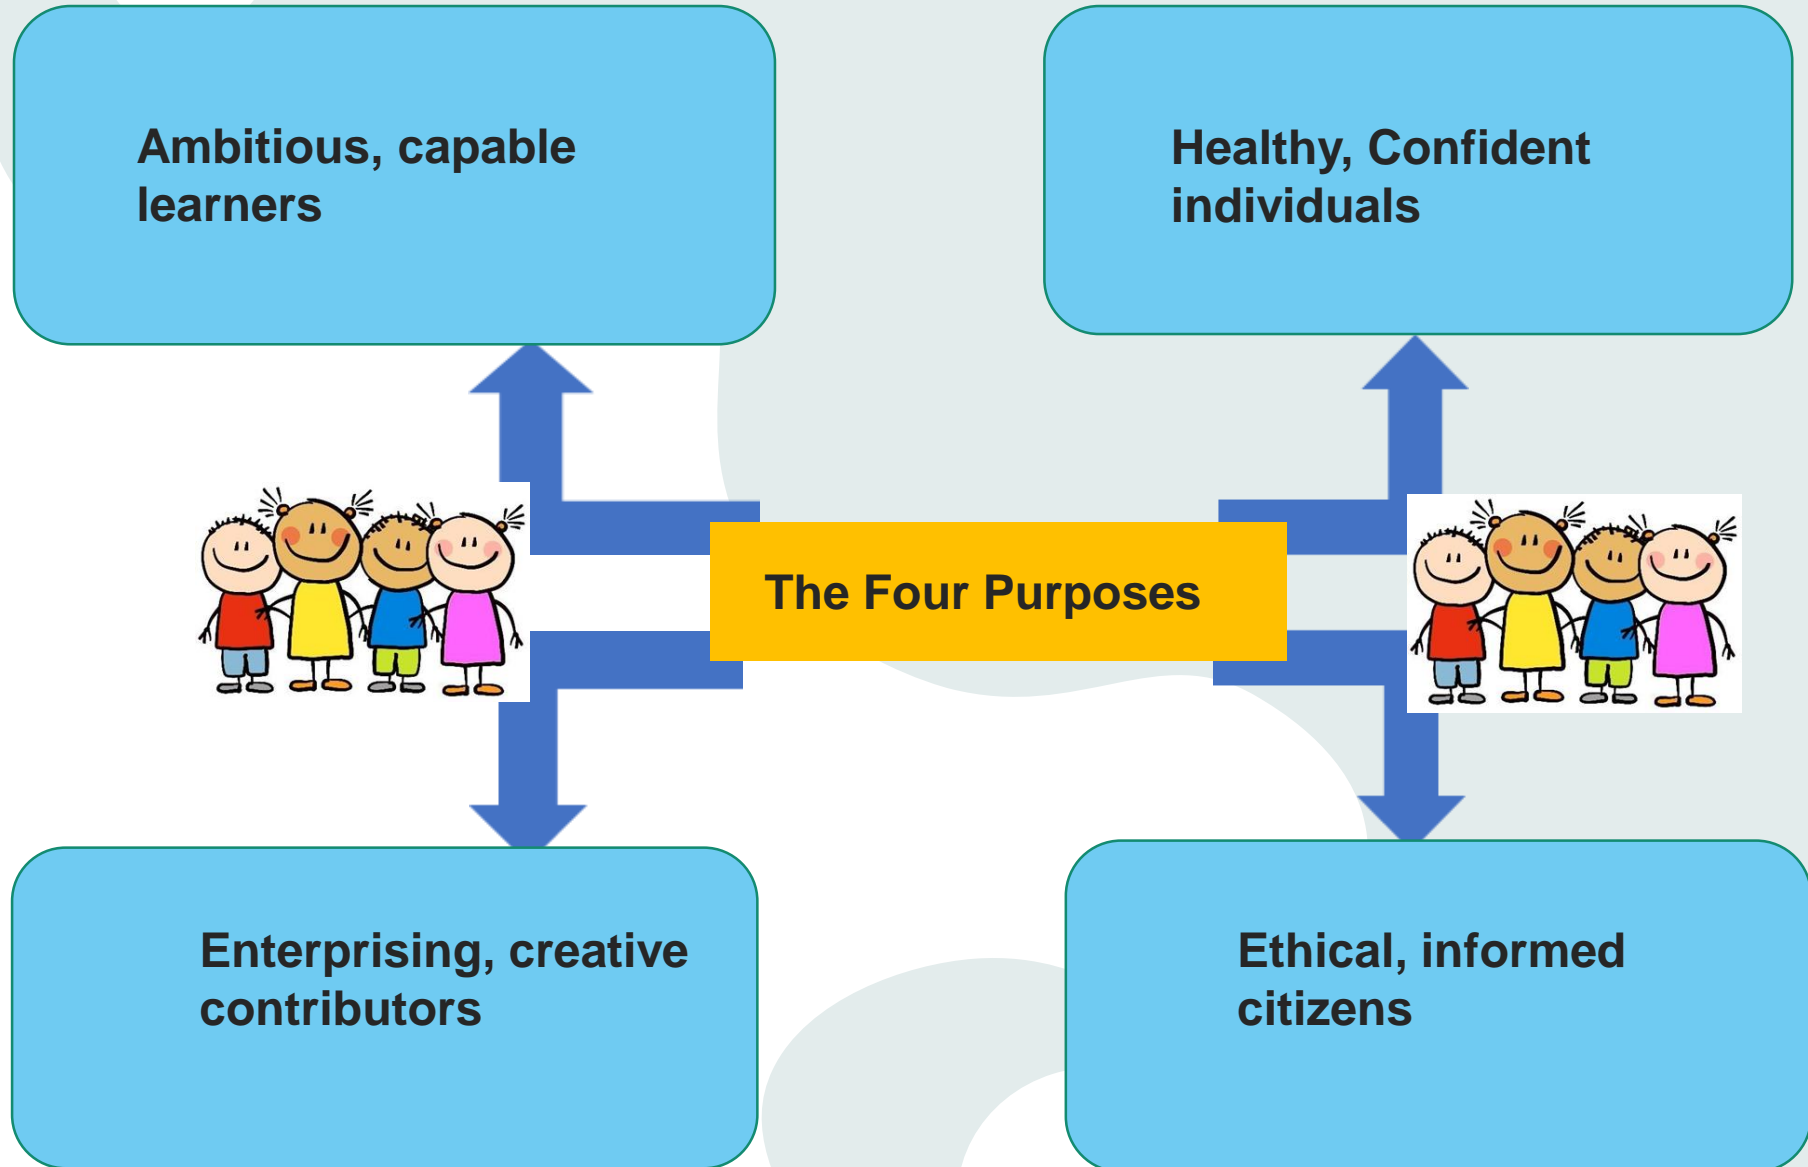 Ambitious, capable
learners
Healthy, Confident
individuals
The Four Purposes
Enterprising, creative
contributors
Ethical, informed
citizens